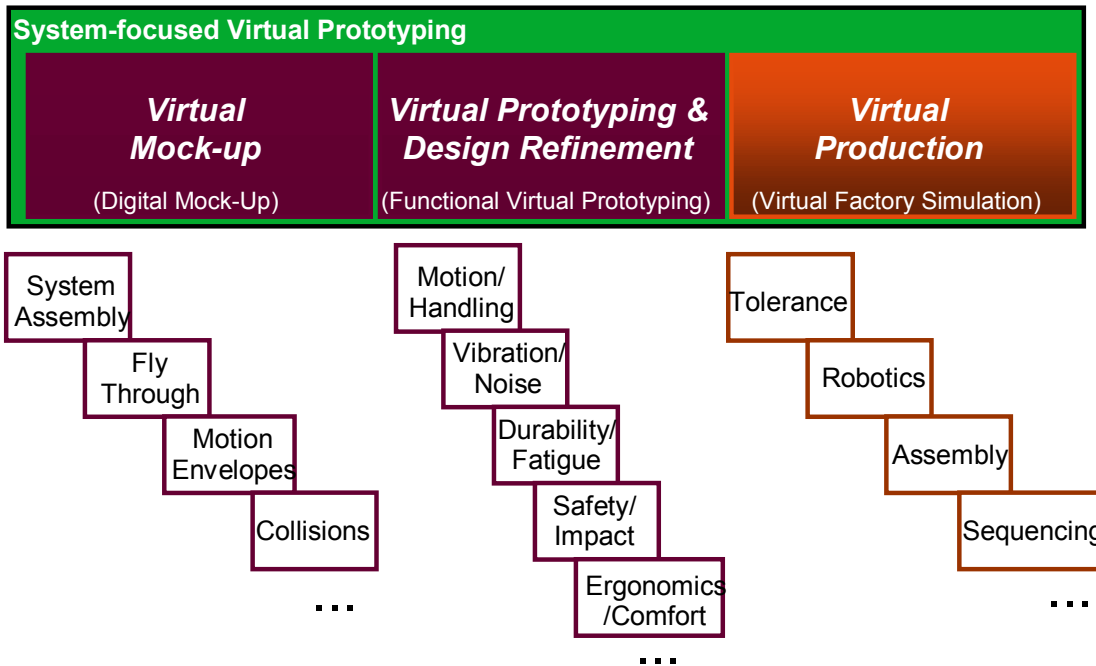 System-focused Virtual Prototyping
Virtual
Mock-up
(Digital Mock-Up)
Virtual Prototyping &
Design Refinement
(Functional Virtual Prototyping)
Virtual
Production
(Virtual Factory Simulation)
System
Assembly
Fly
Through
Motion
Envelopes
Collisions
...
Motion/
Handling
Vibration/
Noise
Durability/
Fatigue
Safety/
Impact
Ergonomics
/Comfort
...
Tolerance
Robotics
Assembly
Sequencing
...